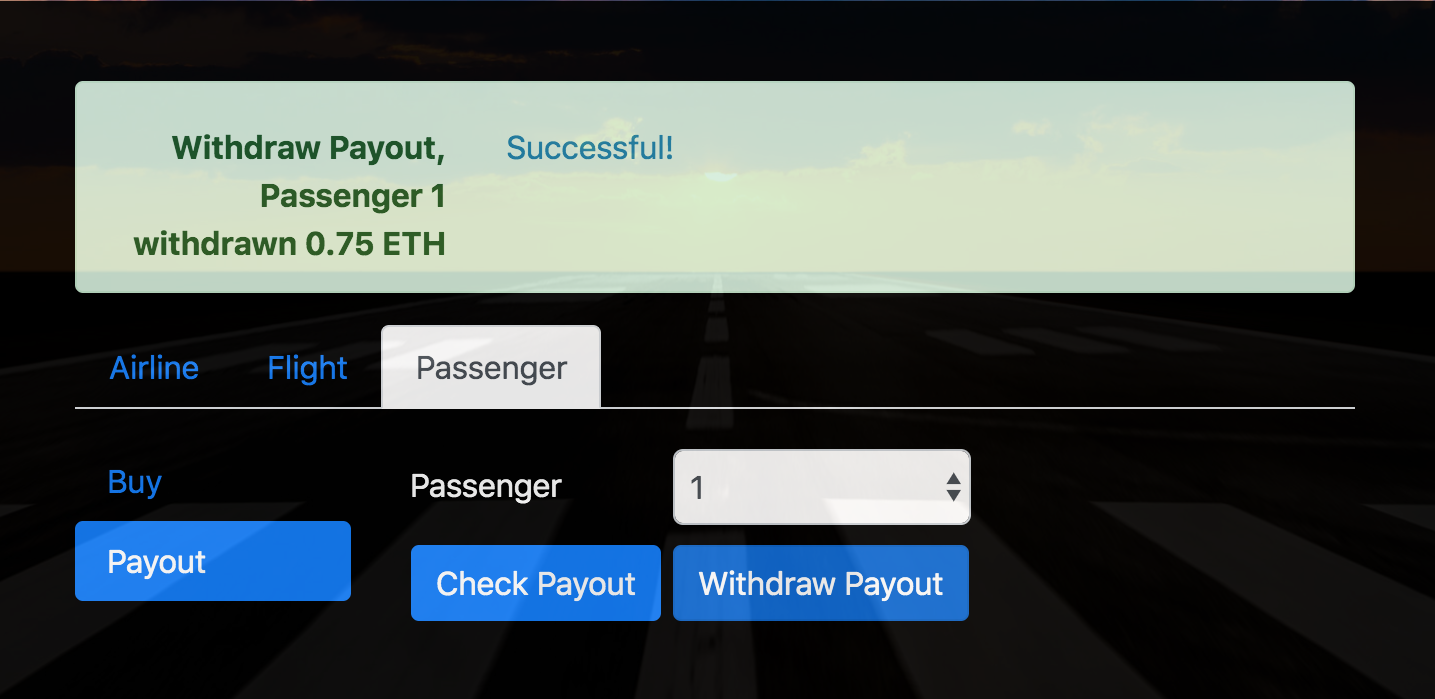 Withdraw Payout, Successful!
Passenger 1
withdrawn 0.75 ETH
Airline Flight Passenger
Buy
Passenger 1
Payout
Check Payout Withdraw Payout